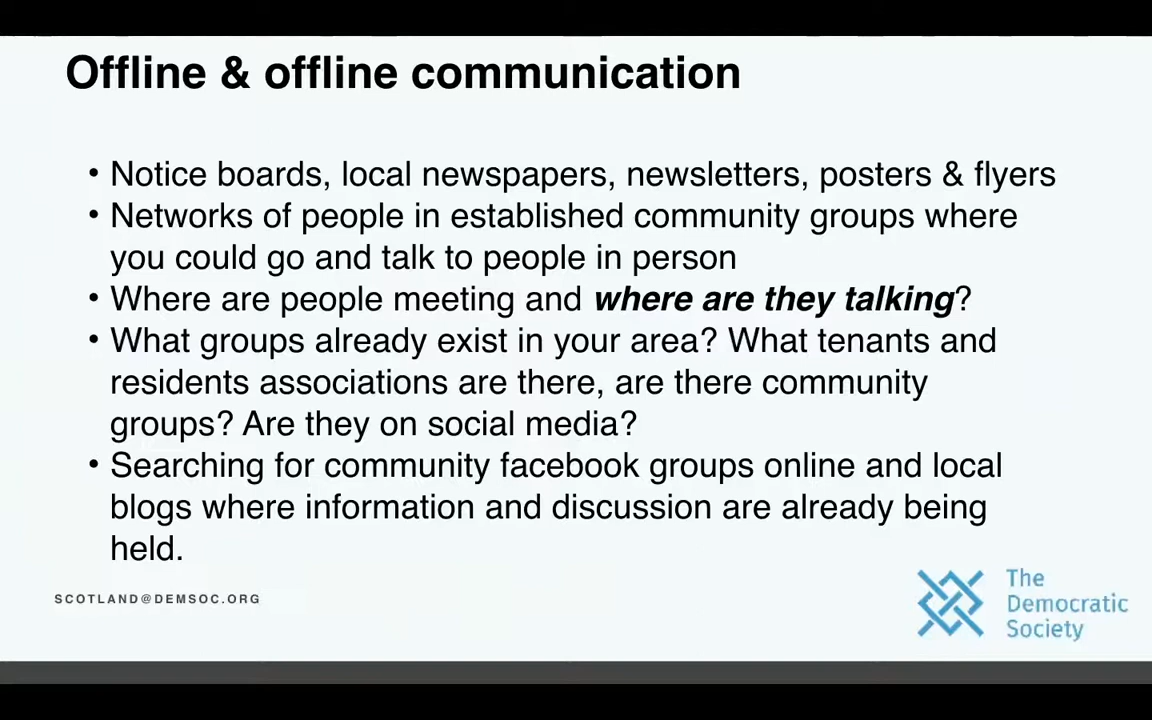 Offline & offline communication
• Notice boards, local newspapers, newsletters, posters & flyers
• Networks of people in established community groups where
you could go and talk to people in person
• Where are people meeting and where are they talking?
• What groups already exist in your area? What tenants and
residents associations are there, are there community
groups? Are they on social media?
• Searching for community facebook groups online and local
blogs where information and discussion are already being
held.
SCOTLAND@DEMSOC.ORG
The
Democratic
Society